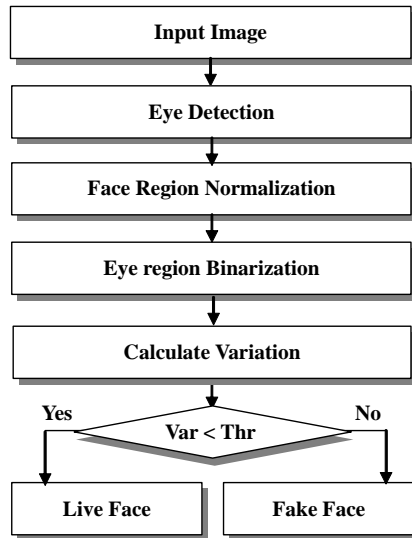 Input Image
Eye Detection
Face Region Normalization
Eye region Binarization
Calculate Variation
Yes
No
Var < Thr
Live Face
Fake Face